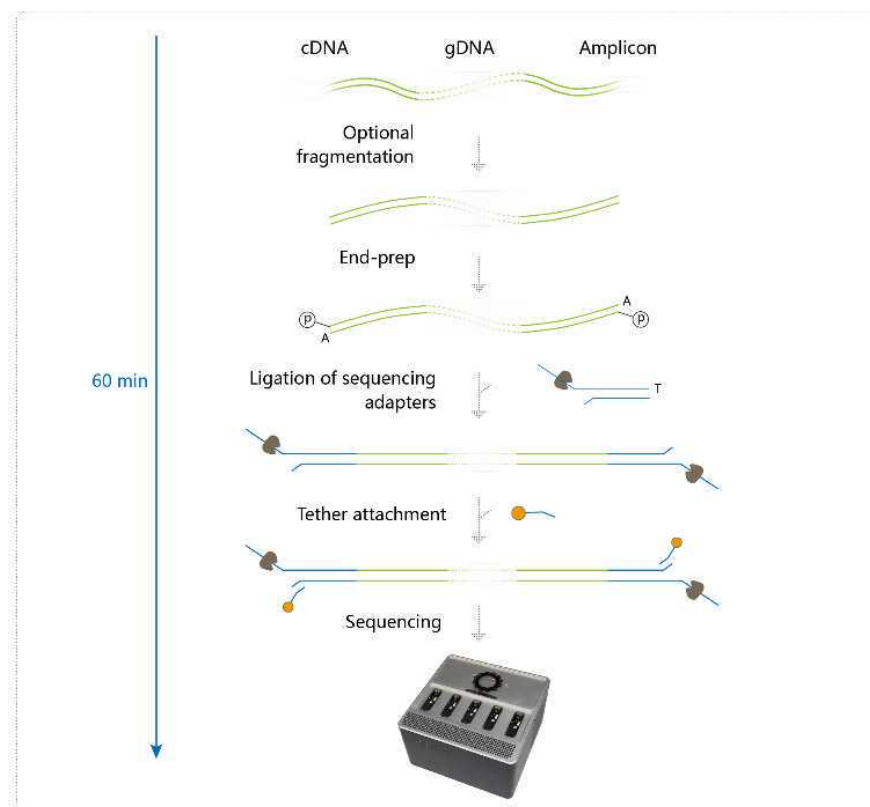 cDNA
gDNA
Amplicon
Optional
fragmentation
End-prep
A
P
P
A
60 min
Ligation of sequencing
adapters
T
Tether attachment
Sequencing